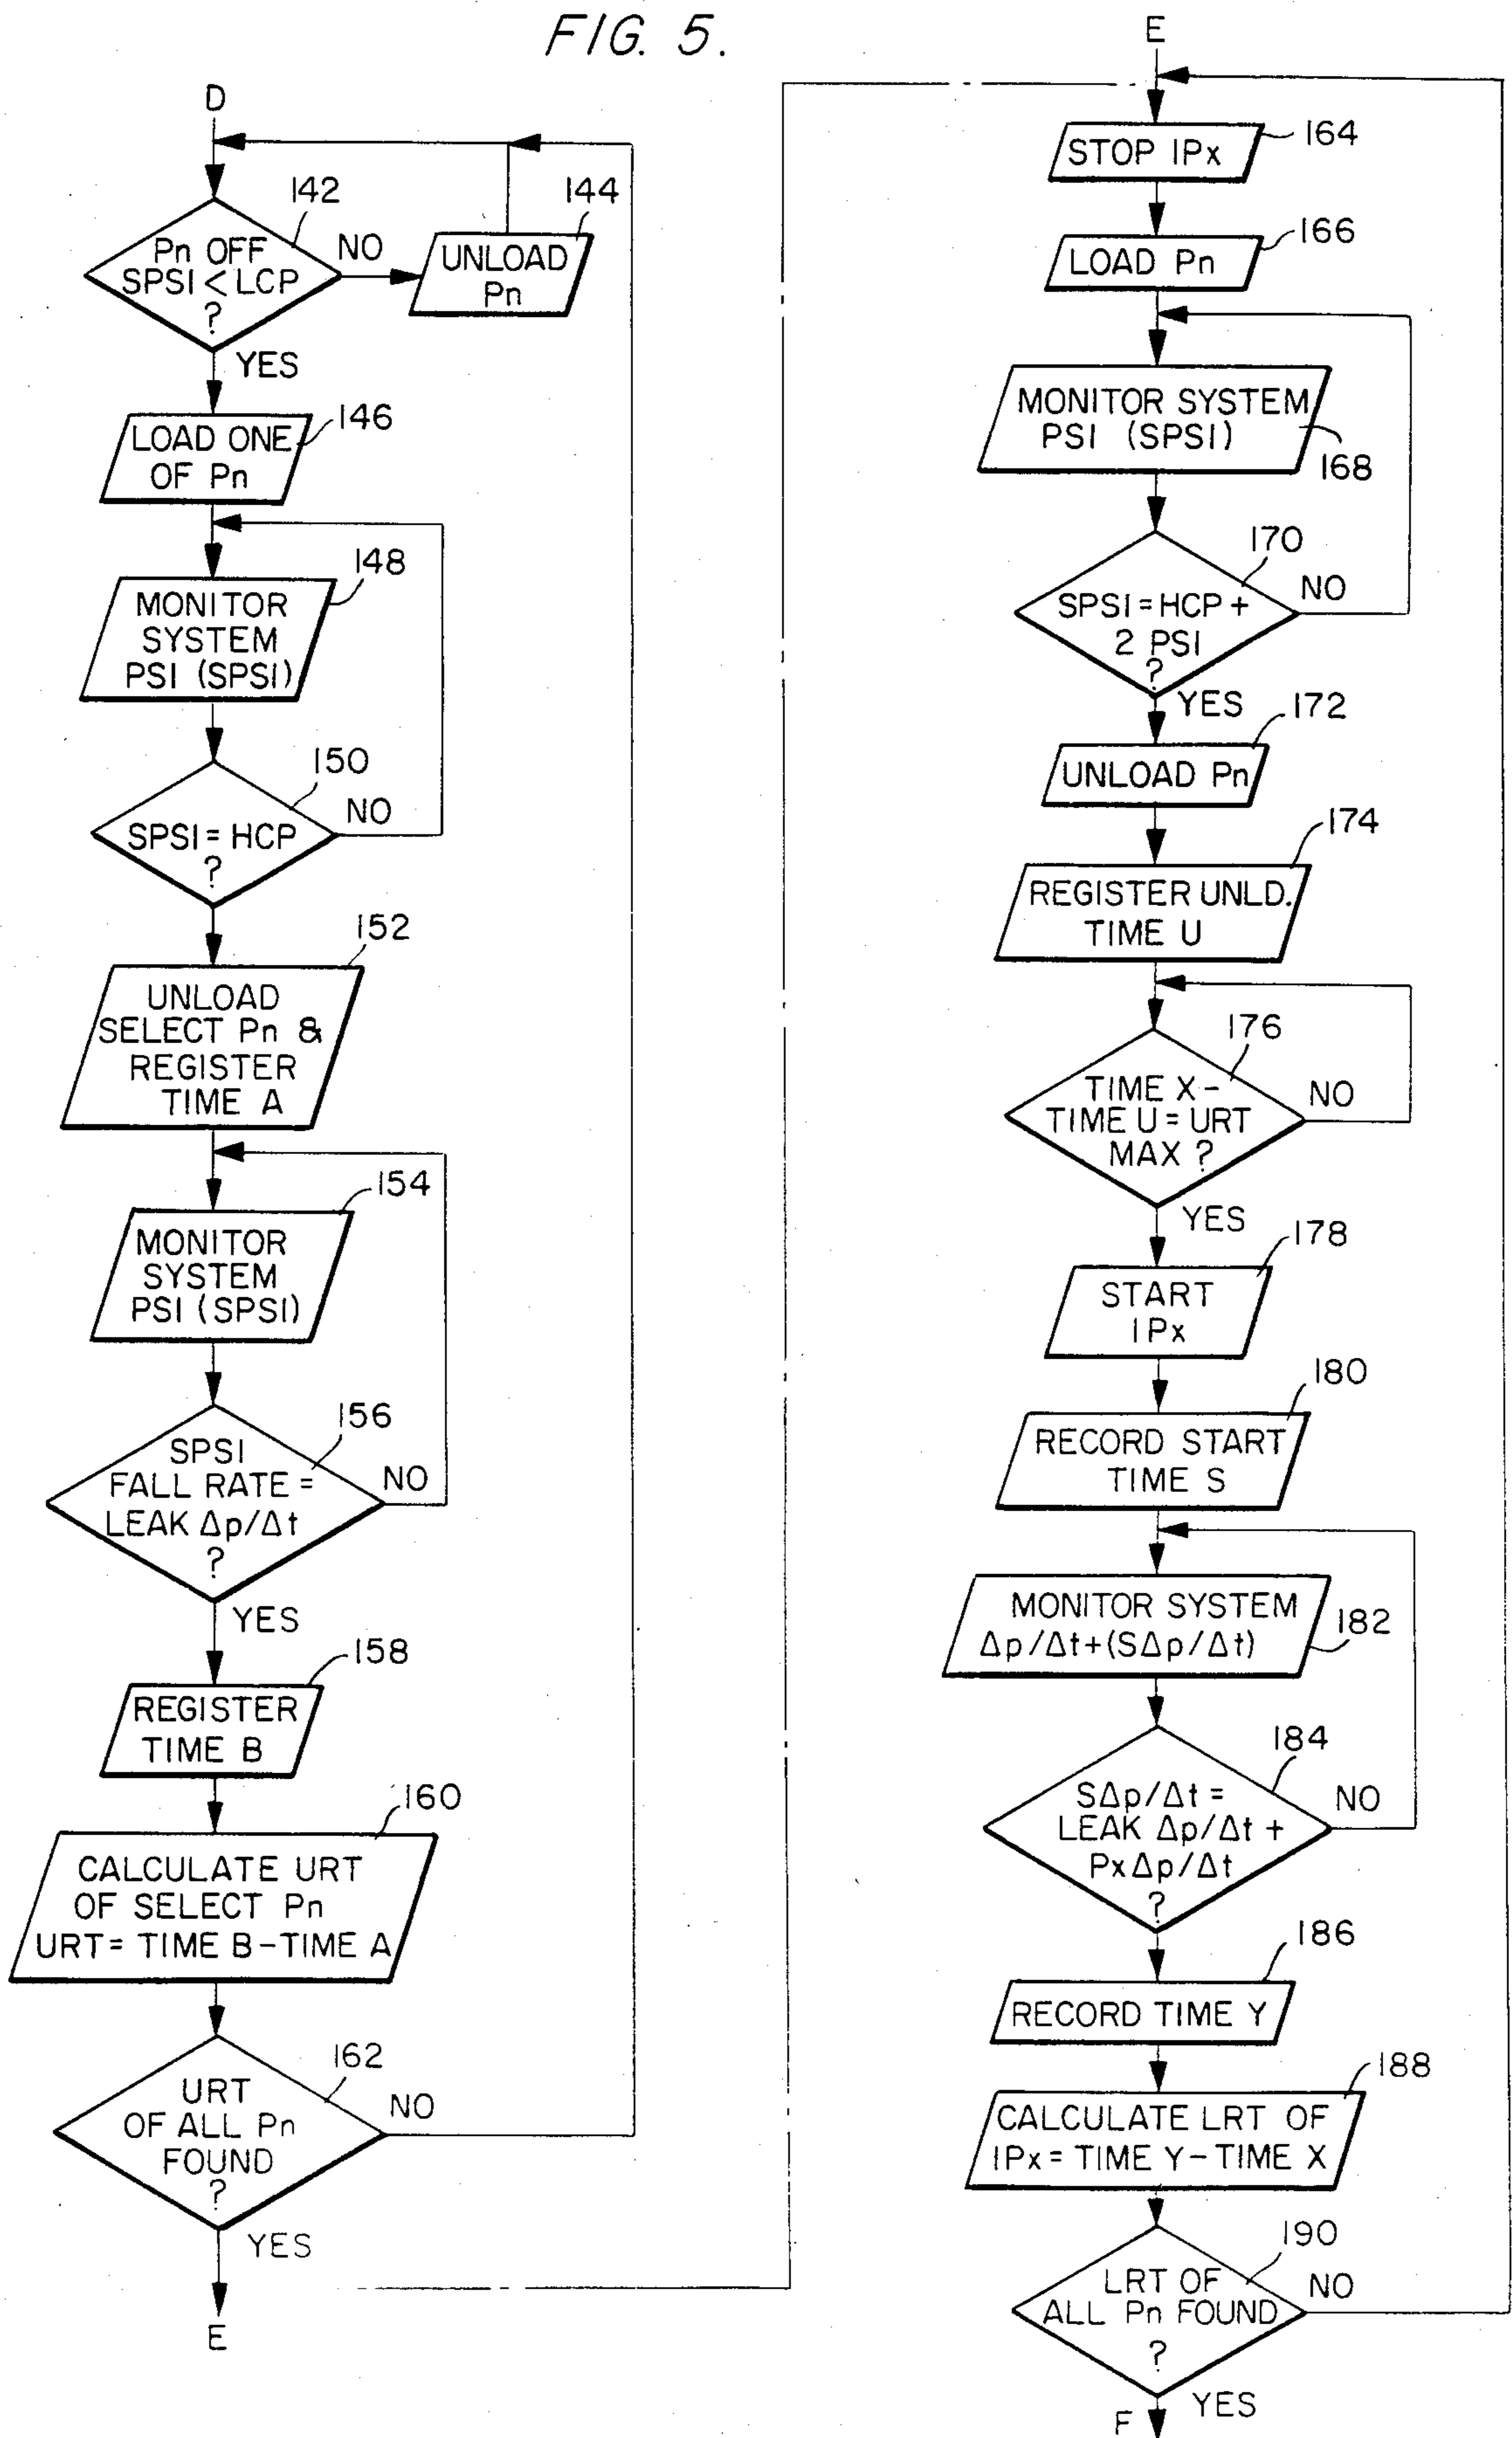 FIG. 5.
D
142
Pn OFF
SPSI < LCP
?
NO
YES
144
UNLOAD
Pn
146
LOAD ONE
OF Pn
148
MONITOR
SYSTEM
PSI (SPSI)
150
SPSI = HCP
?
NO
152
UNLOAD
SELECT Pn &
REGISTER
TIME A
154
MONITOR
SYSTEM
PSI (SPSI)
156
SPSI
FALL RATE =
LEAK Δp/Δt
?
NO
YES
158
REGISTER
TIME B
160
CALCULATE URT
OF SELECT Pn
URT = TIME B - TIME A
162
URT
OF ALL Pn
FOUND
?
NO
YES
E
E
164
STOP IPx
166
LOAD Pn
MONITOR SYSTEM
PSI (SPSI)
168
170
SPSI = HCP +
2 PSI
?
NO
YES
172
UNLOAD Pn
174
REGISTER UNLD.
TIME U
176
TIME X -
TIME U = URT
MAX ?
NO
YES
178
START
IPx
180
RECORD START
TIME S
MONITOR SYSTEM
Δp/Δt+(SΔp/Δt)
182
184
SΔp/Δt =
LEAK Δp/Δt +
PxΔp/Δt
?
NO
186
RECORD TIME Y
188
CALCULATE LRT OF
IPx = TIME Y - TIME X
190
LRT OF
ALL Pn FOUND
?
NO
YES
F